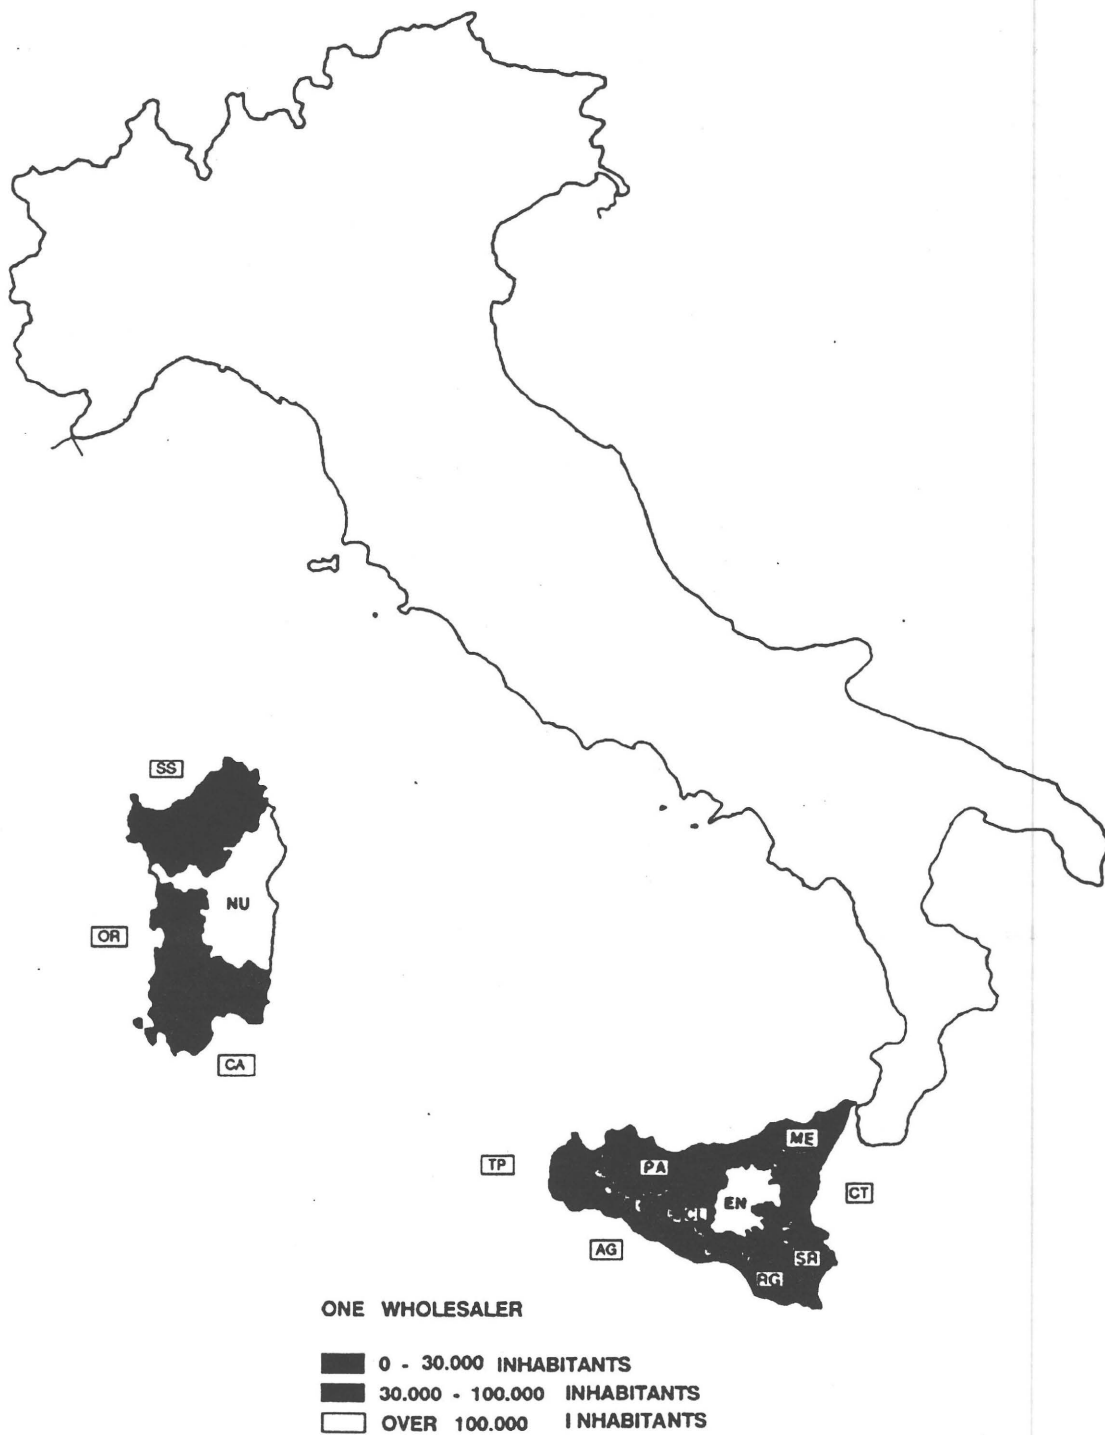 SS
NU
OR
CA
ME
TP
PA
CT
EN
CL
AG
SR
RG
ONE WHOLESALER
0 - 30.000 INHABITANTS
30.000 - 100.000 INHABITANTS
OVER 100.000 INHABITANTS